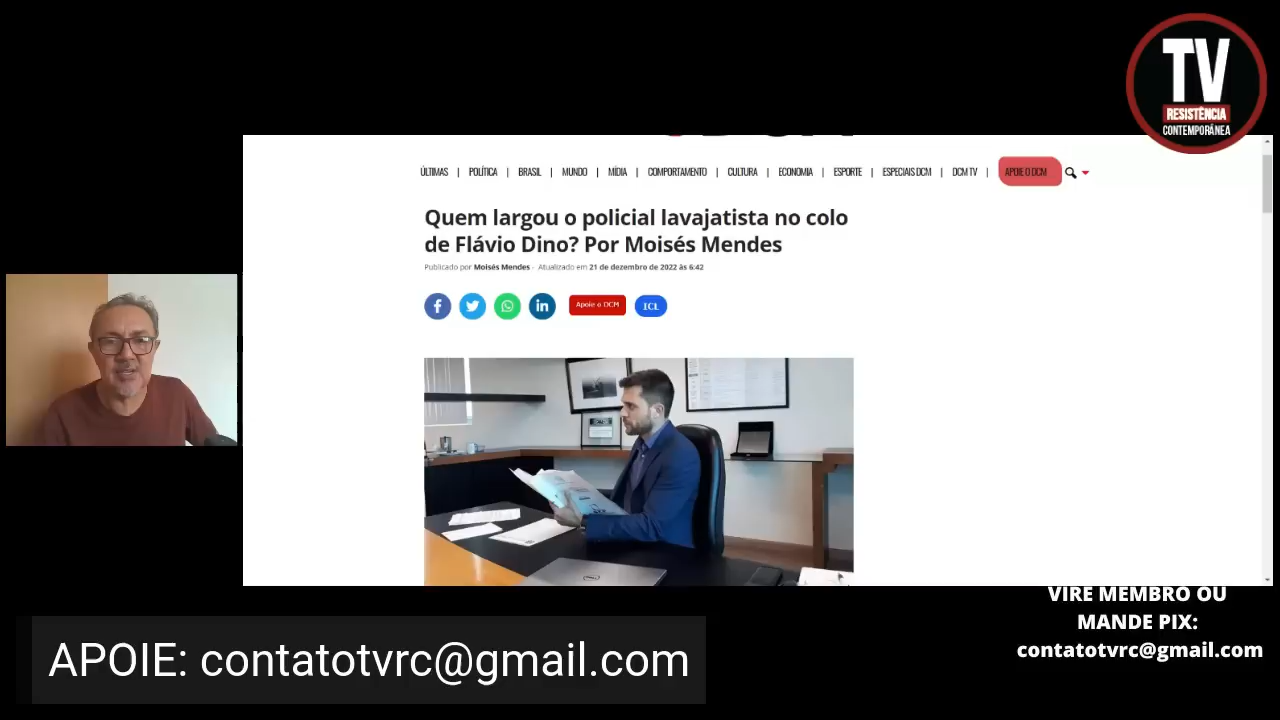 TV
RESISTÊNCIA
CONTEMPORÂNEA
ÚLTIMAS | POLÍTICA | BRASIL | MUNDO | MÍDIA | COMPORTAMENTO | CULTURA | ECONOMIA | ESPORTE | ESPECIAIS DCM | DCM TV | APOIE O DCM
Quem largou o policial lavajatista no colo
de Flávio Dino? Por Moisés Mendes
Publicado por Moisés Mendes - Atualizado em 21 de dezembro de 2022 às 6:42
Apoie o DCM
ICL
VIRE MEMBRO OU
MANDE PIX:
contatotvrc@gmail.com
APOIE: contatotvrc@gmail.com